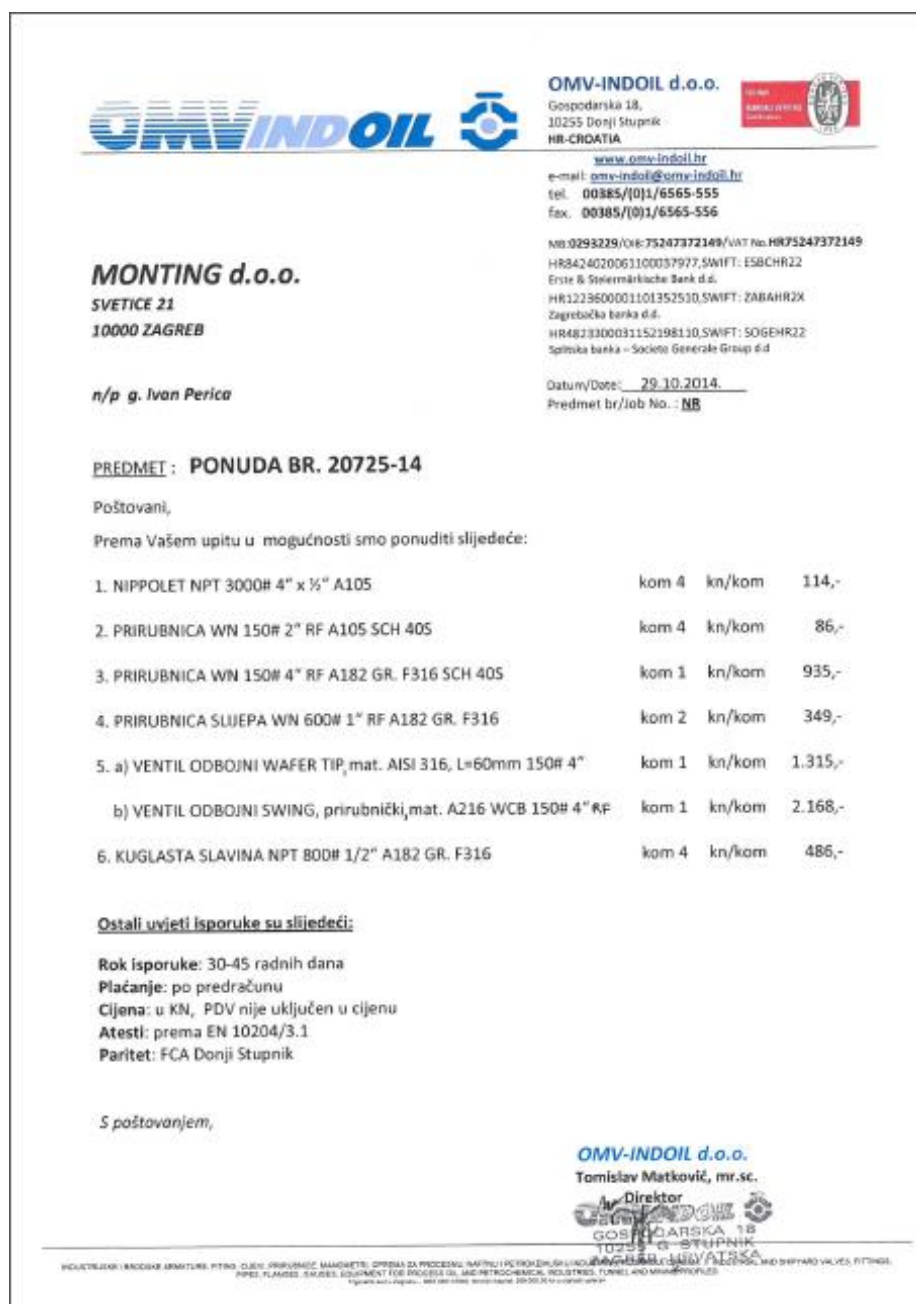 OMVINDOIL
OMV-INDOIL d.o.o.
Gospodarska 18,
10255 Donji Stupnik
HR-CROATIA
www.omv-indoil.hr
e-mail: omv-indoil@omv-indoil.hr
tel. 00385/(0)1/6565-555
fax. 00385/(0)1/6565-556
MB:0293229/OIB:75247372149/VAT No.HR75247372149
HR8424020061100037977,SWIFT: ESBCHR22
Erste & Steiermärkische Bank d.d.
HR1223600001101352510,SWIFT: ZABAHR2X
Zagrebačka banka d.d.
HR4823300031152198110,SWIFT: SOGEHR22
Splitska banka – Societe Generale Group d.d
MONTING d.o.o.
SVETICE 21
10000 ZAGREB
n/p g. Ivan Perica
Datum/Date: 29.10.2014.
Predmet br/Job No. : NR
PREDMET : PONUDA BR. 20725-14
Poštovani,
Prema Vašem upitu u mogućnosti smo ponuditi slijedeće:
1. NIPPOLET NPT 3000# 4” x ½” A105 kom 4 kn/kom 114,-
2. PRIRUBNICA WN 150# 2” RF A105 SCH 40S kom 4 kn/kom 86,-
3. PRIRUBNICA WN 150# 4” RF A182 GR. F316 SCH 40S kom 1 kn/kom 935,-
4. PRIRUBNICA SLIJEPA WN 600# 1” RF A182 GR. F316 kom 2 kn/kom 349,-
5. a) VENTIL ODBOJNI WAFER TIP,mat. AISI 316, L=60mm 150# 4” kom 1 kn/kom 1.315,-
b) VENTIL ODBOJNI SWING, prirubnički,mat. A216 WCB 150# 4” RF kom 1 kn/kom 2.168,-
6. KUGLASTA SLAVINA NPT 800# 1/2” A182 GR. F316 kom 4 kn/kom 486,-
Ostali uvjeti isporuke su slijedeći:
Rok isporuke: 30-45 radnih dana
Plaćanje: po predračunu
Cijena: u KN, PDV nije uključen u cijenu
Atesti: prema EN 10204/3.1
Paritet: FCA Donji Stupnik
S poštovanjem,
OMV-INDOIL d.o.o.
Tomislav Matković, mr.sc.
Direktor
GOSPODARSKA 18
10255 G STUPNIK
ZAGREB HRVATSKA